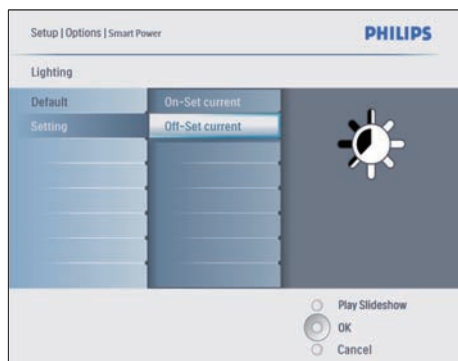 Setup | Options | Smart Power
PHILIPS
Lighting
Default
On-Set current
Setting
Off-Set current
Play Slideshow
OK
Cancel